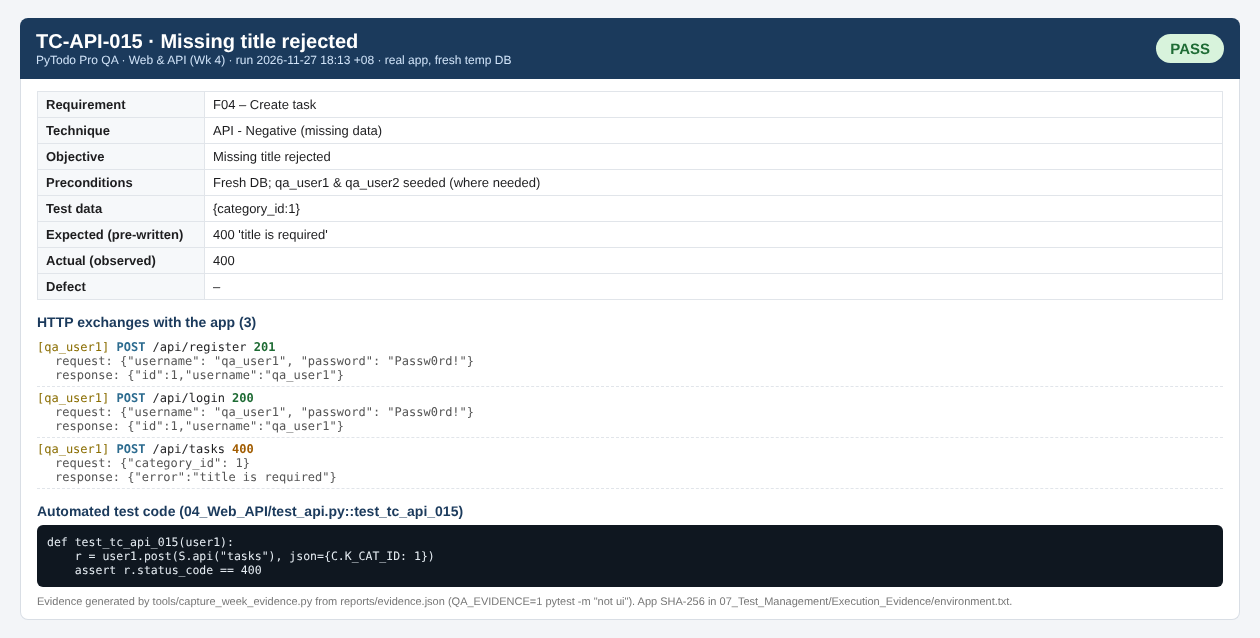 TC-API-015 · Missing title rejected
PyTodo Pro QA · Web & API (Wk 4) · run 2026-11-27 18:13 +08 · real app, fresh temp DB
PASS
Requirement F04 – Create task
Technique API - Negative (missing data)
Objective Missing title rejected
Preconditions Fresh DB; qa_user1 & qa_user2 seeded (where needed)
Test data {category_id:1}
Expected (pre-written) 400 'title is required'
Actual (observed) 400
Defect –
HTTP exchanges with the app (3)
[qa_user1] POST /api/register 201
request: {"username": "qa_user1", "password": "Passw0rd!"}
response: {"id":1,"username":"qa_user1"}
[qa_user1] POST /api/login 200
request: {"username": "qa_user1", "password": "Passw0rd!"}
response: {"id":1,"username":"qa_user1"}
[qa_user1] POST /api/tasks 400
request: {"category_id": 1}
response: {"error":"title is required"}
Automated test code (04_Web_API/test_api.py::test_tc_api_015)
def test_tc_api_015(user1):
    r = user1.post(S.api("tasks"), json={C.K_CAT_ID: 1})
    assert r.status_code == 400
Evidence generated by tools/capture_week_evidence.py from reports/evidence.json (QA_EVIDENCE=1 pytest -m "not ui"). App SHA-256 in 07_Test_Management/Execution_Evidence/environment.txt.